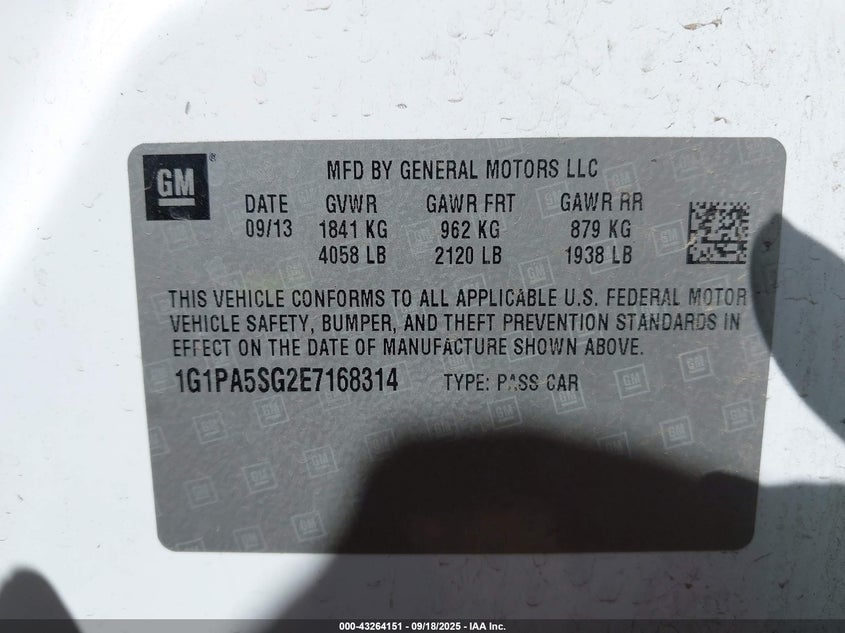 GM®
MFD BY GENERAL MOTORS LLC
DATE GVWR GAWR FRT GAWR RR
09/13 1841 KG 962 KG 879 KG
4058 LB 2120 LB 1938 LB
THIS VEHICLE CONFORMS TO ALL APPLICABLE U.S. FEDERAL MOTOR
VEHICLE SAFETY, BUMPER, AND THEFT PREVENTION STANDARDS IN
EFFECT ON THE DATE OF MANUFACTURE SHOWN ABOVE.
1G1PA5SG2E7168314 TYPE: PASS CAR
000-43264151 - 09/18/2025 - IAA Inc.